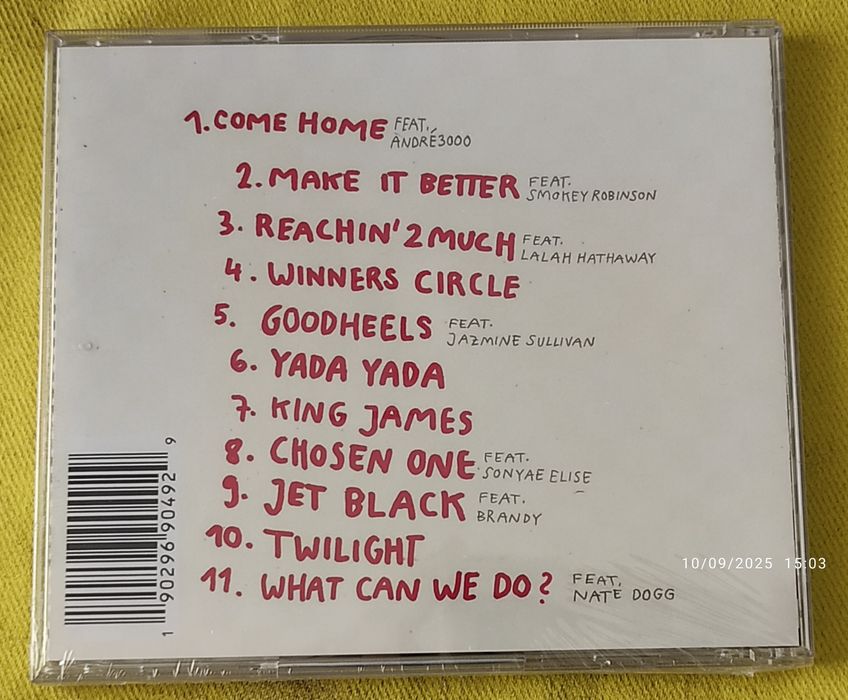 1. COME HOME FEAT. ANDRÉ3000
2. MAKE IT BETTER FEAT. SMOKEY ROBINSON
3. REACHIN' 2 MUCH FEAT. LALAH HATHAWAY
4. WINNERS CIRCLE
5. GOODHEELS FEAT. JAZMINE SULLIVAN
6. YADA YADA
7. KING JAMES
8. CHOSEN ONE FEAT. SONYAE ELISE
9. JET BLACK FEAT. BRANDY
10. TWILIGHT
11. WHAT CAN WE DO? FEAT. NATE DOGG
1 90296 90492 9
10/09/2025 15:03